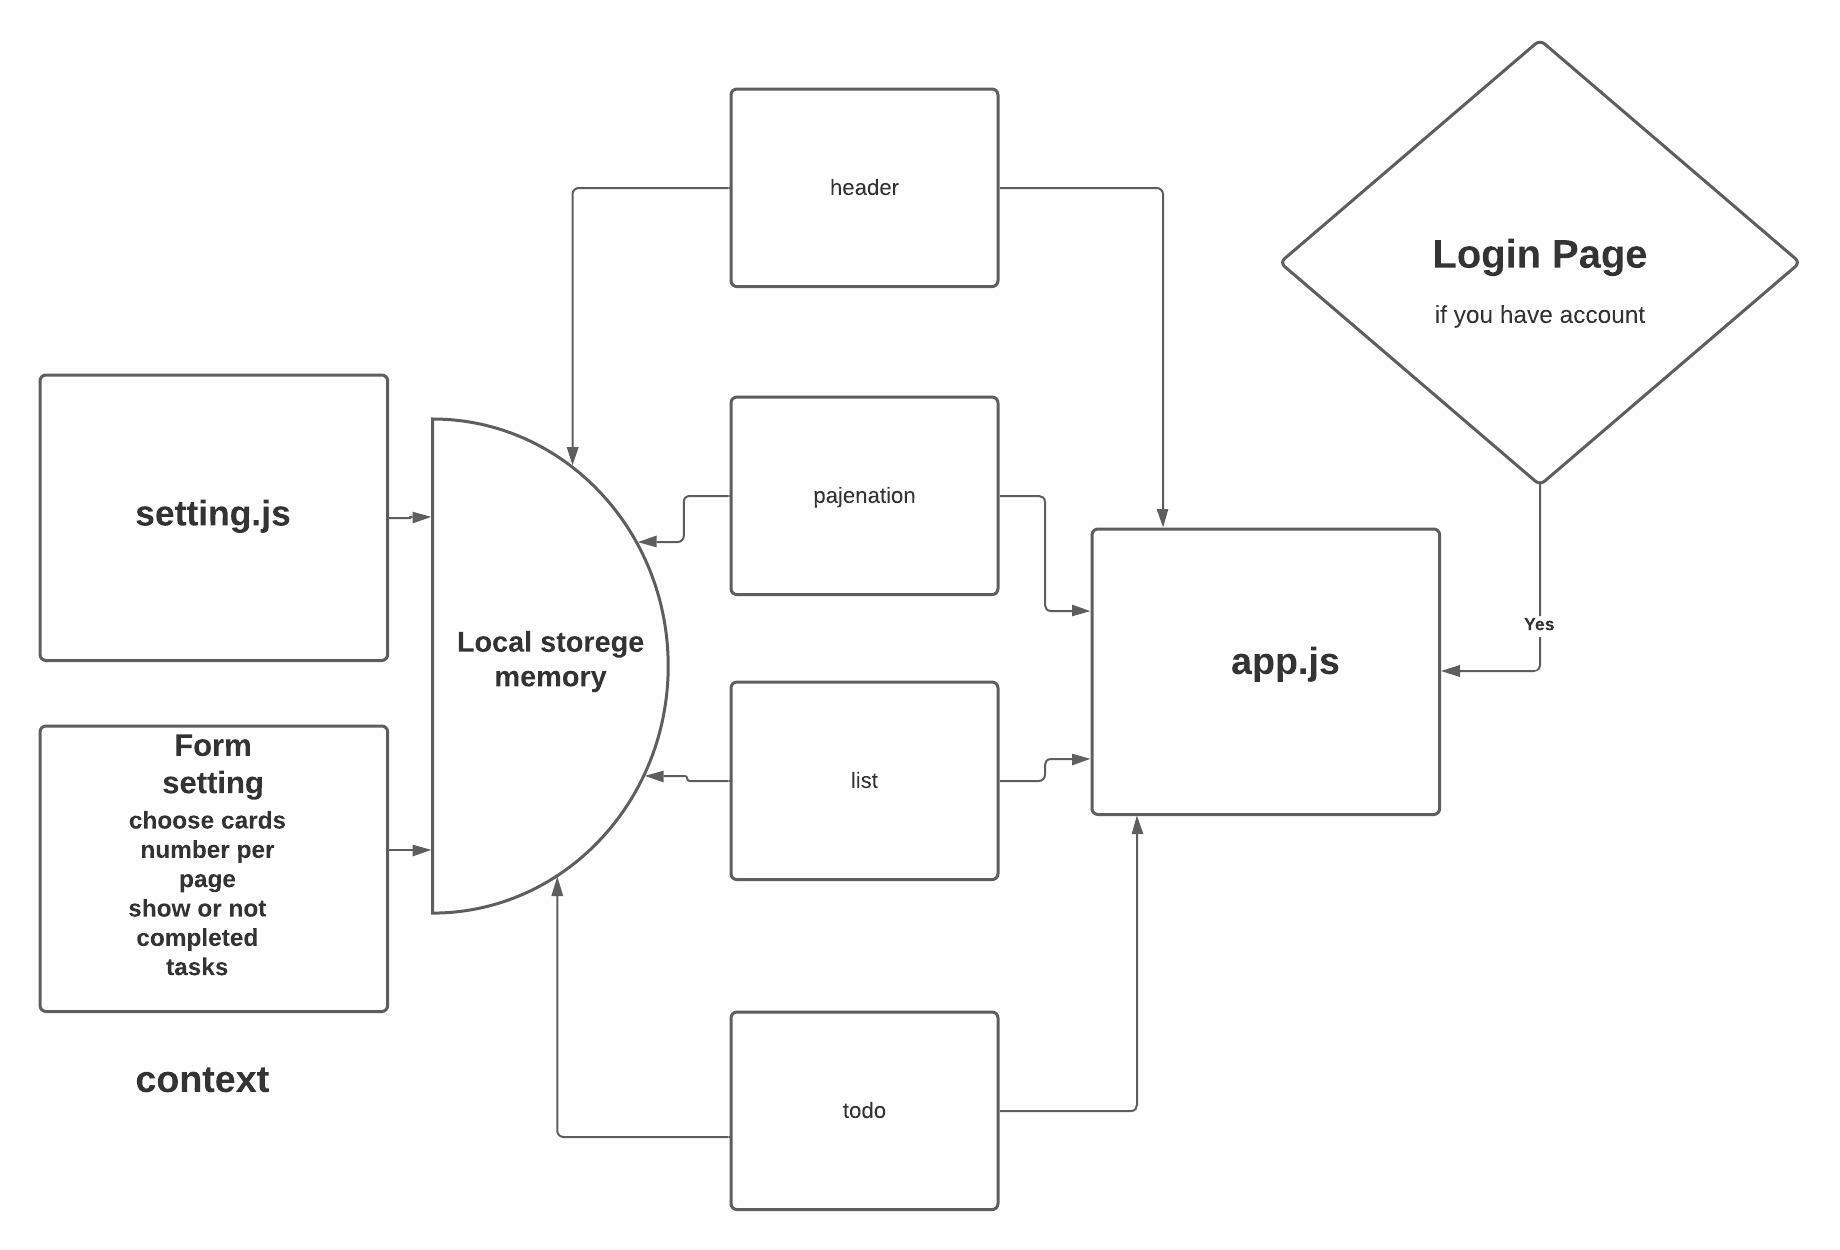 header
Login Page
if you have account
pajenation
setting.js
Yes
Local storege
memory
app.js
Form
setting
choose cards
number per
page
show or not
completed
tasks
list
context
todo